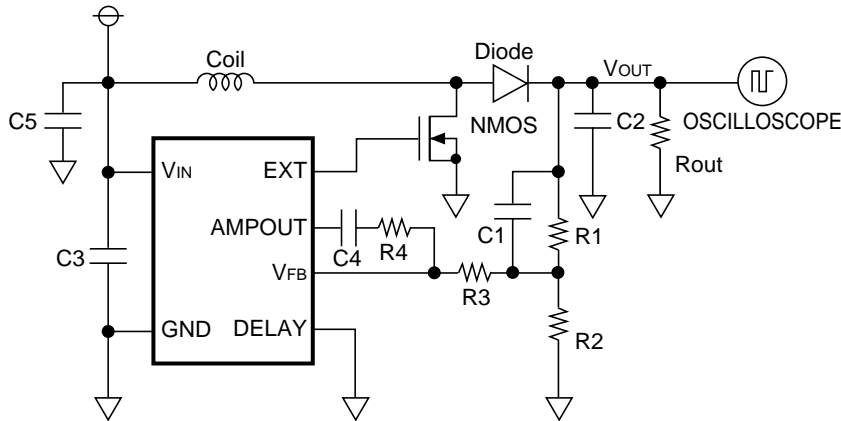 Diode
Coil
VOUT
C5
NMOS
C2
OSCILLOSCOPE
Rout
VIN
EXT
AMPOUT
C4
R4
C1
R1
C3
VFB
R3
GND
DELAY
R2